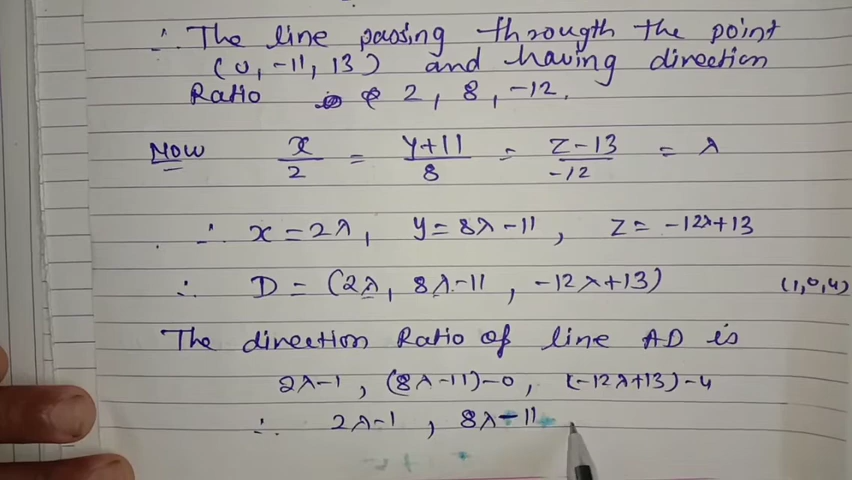 ∴ The line passing througth the point
(0, -11, 13) and having direction
Ratio 2, 8, -12.
Now x/2 = y+11/8 = z-13/-12 = λ
∴ x = 2λ, y = 8λ-11, z = -12λ+13
∴ D = (2λ, 8λ-11, -12λ+13) (1,0,4)
The direction Ratio of line AD is
2λ-1, (8λ-11)-0, (-12λ+13)-4
∴ 2λ-1, 8λ-11